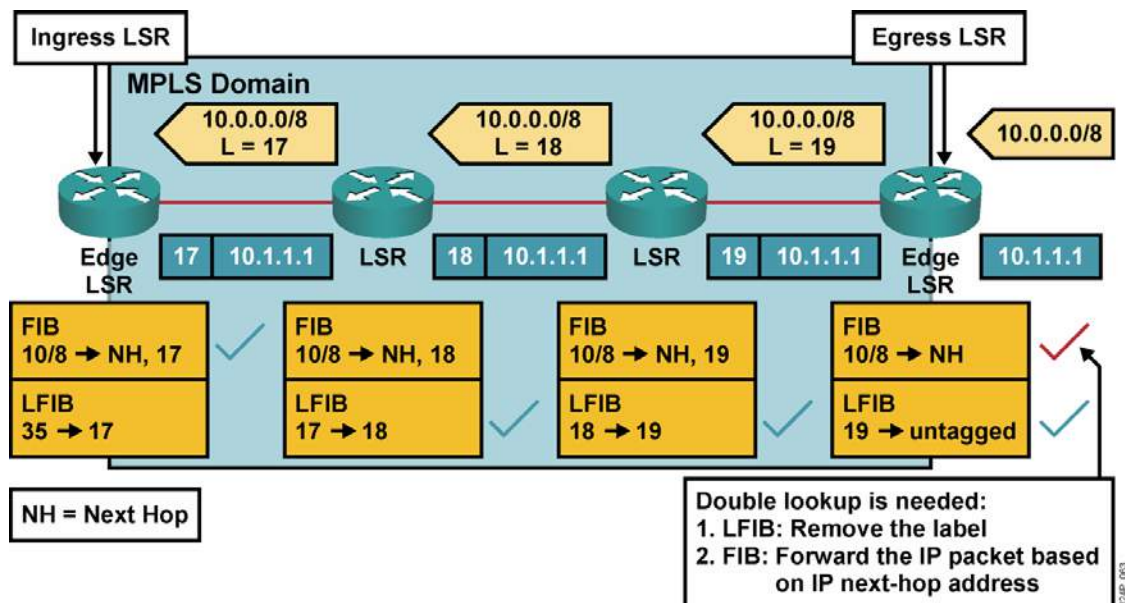 Ingress LSR
Egress LSR
MPLS Domain
10.0.0.0/8
L = 17
10.0.0.0/8
L = 18
10.0.0.0/8
L = 19
10.0.0.0/8
Edge
LSR
17 10.1.1.1
LSR
18 10.1.1.1
LSR
19 10.1.1.1
Edge
LSR
10.1.1.1
FIB
10/8 → NH, 17
LFIB
35 → 17
FIB
10/8 → NH, 18
LFIB
17 → 18
FIB
10/8 → NH, 19
LFIB
18 → 19
FIB
10/8 → NH
LFIB
19 → untagged
NH = Next Hop
Double lookup is needed:
1. LFIB: Remove the label
2. FIB: Forward the IP packet based
on IP next-hop address